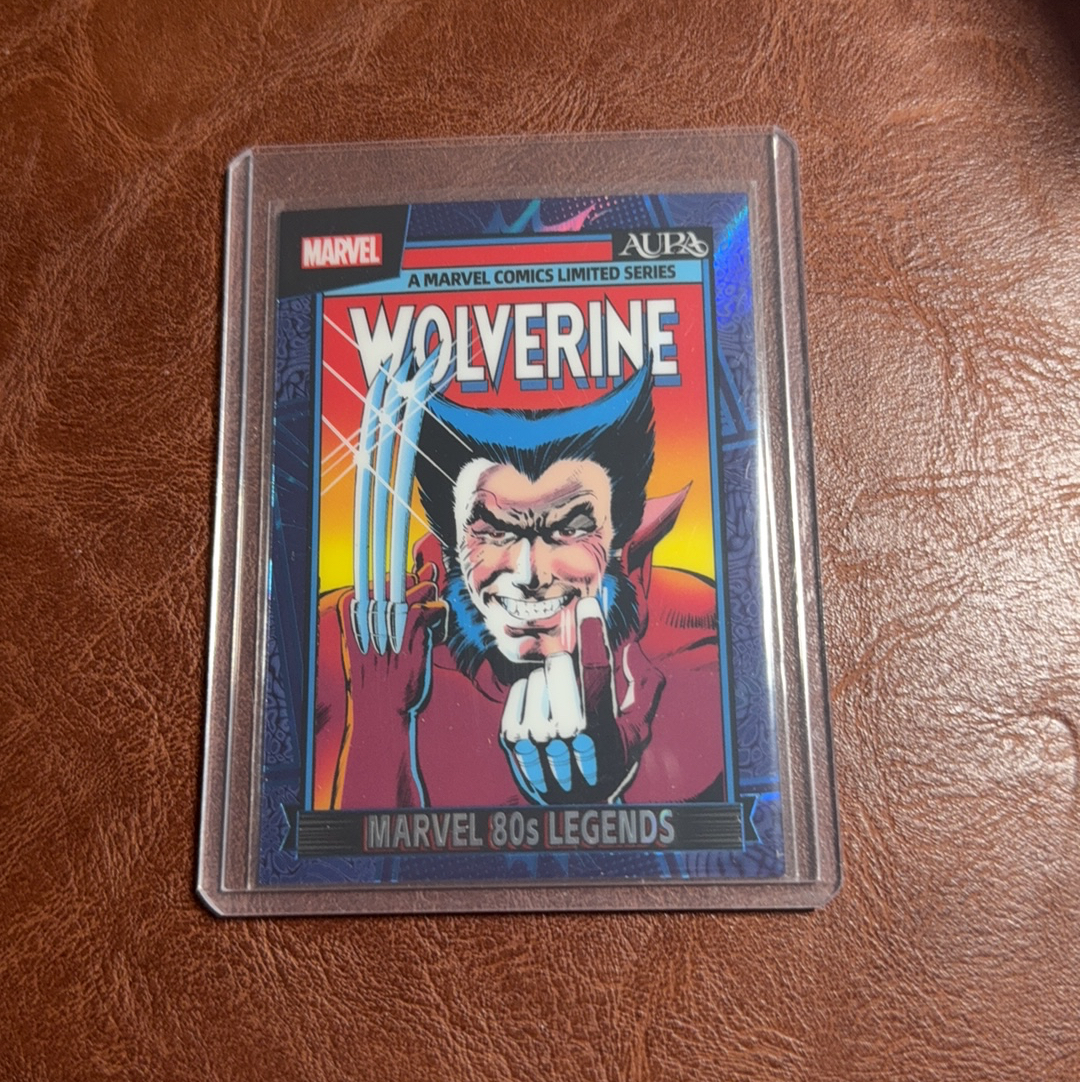 MARVEL
AURA
A MARVEL COMICS LIMITED SERIES
WOLVERINE
MARVEL 80s LEGENDS